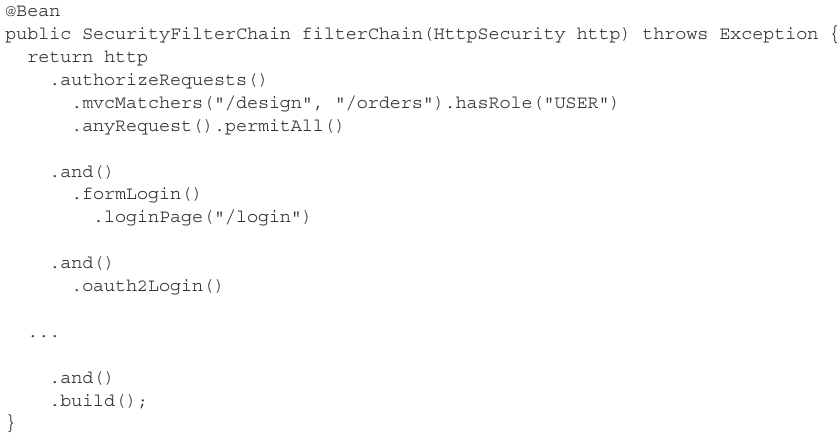 @Bean
public SecurityFilterChain filterChain(HttpSecurity http) throws Exception {
  return http
    .authorizeRequests()
      .mvcMatchers("/design", "/orders").hasRole("USER")
      .anyRequest().permitAll()

    .and()
      .formLogin()
        .loginPage("/login")

    .and()
      .oauth2Login()

  ...

    .and()
    .build();
}